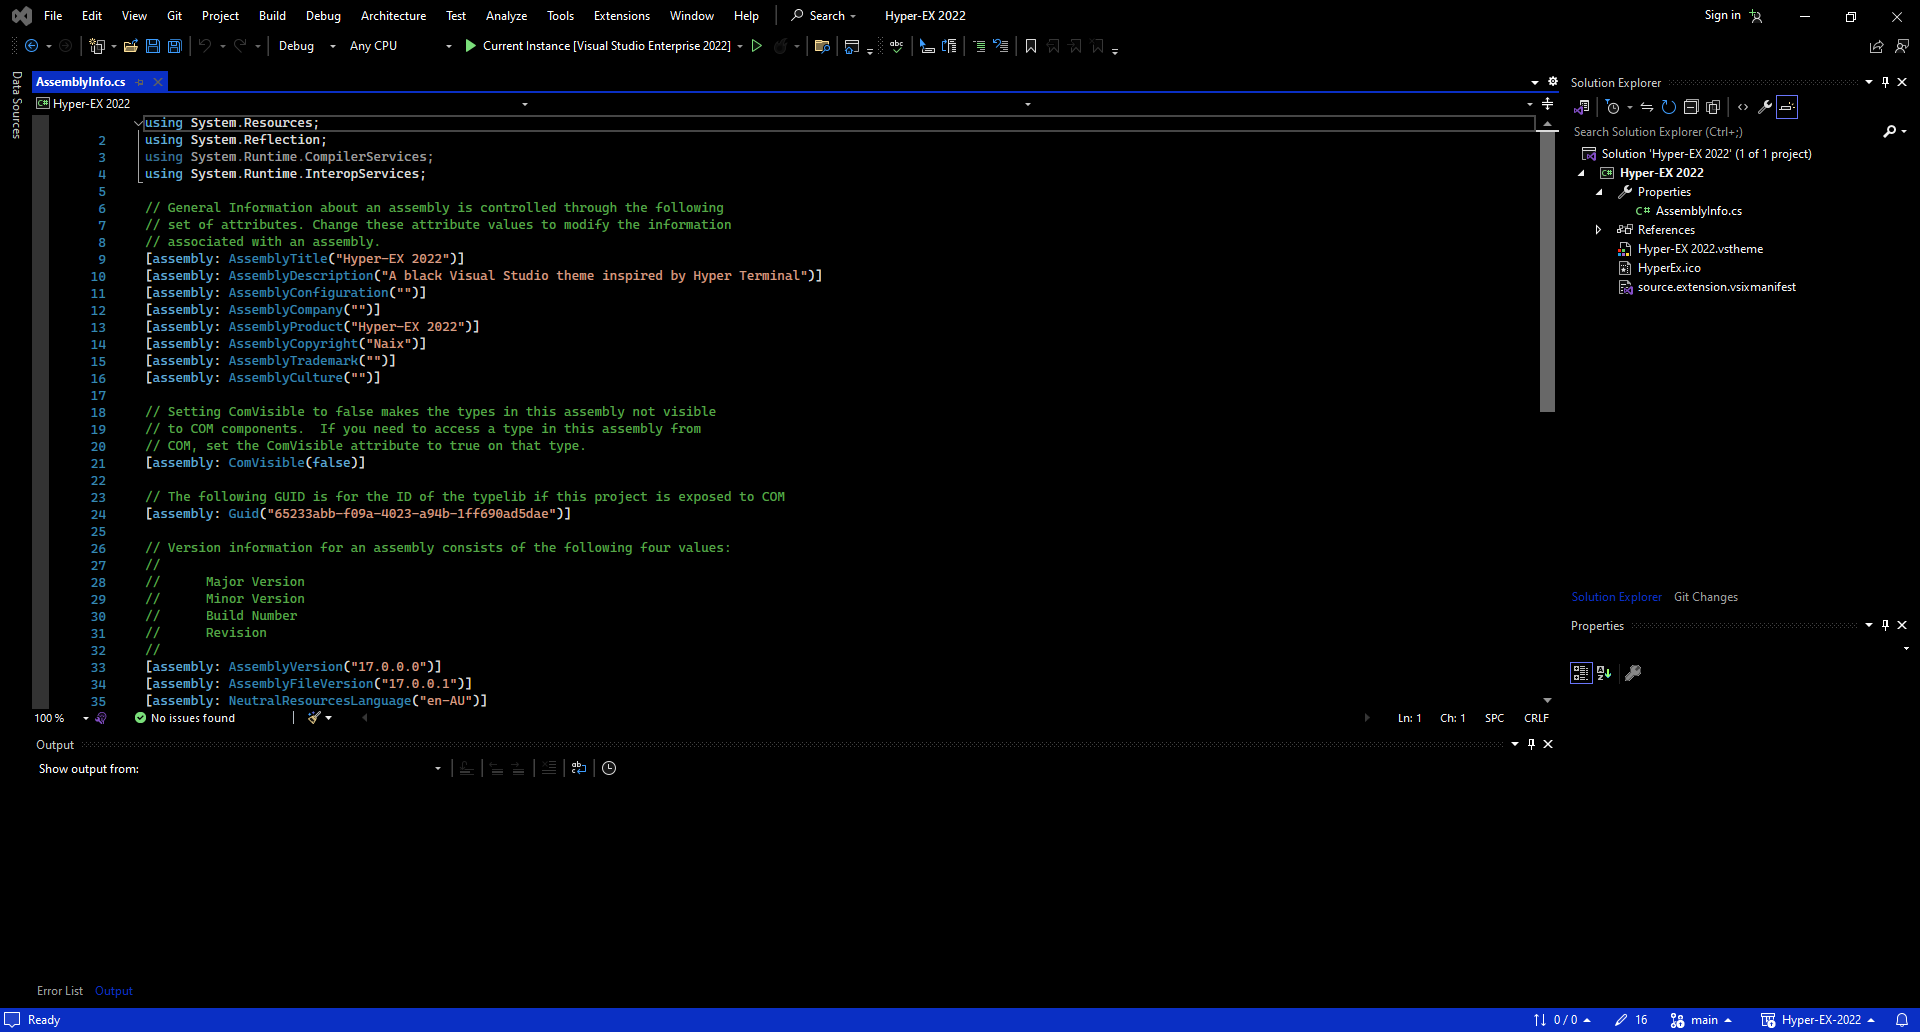 File Edit View Git Project Build Debug Architecture Test Analyze Tools Extensions Window Help Search Hyper-EX 2022 Sign in
Debug Any CPU Current Instance [Visual Studio Enterprise 2022]
Data Sources
AssemblyInfo.cs
Hyper-EX 2022
using System.Resources;
2 using System.Reflection;
3 using System.Runtime.CompilerServices;
4 using System.Runtime.InteropServices;
5
6 // General Information about an assembly is controlled through the following
7 // set of attributes. Change these attribute values to modify the information
8 // associated with an assembly.
9 [assembly: AssemblyTitle("Hyper-EX 2022")]
10 [assembly: AssemblyDescription("A black Visual Studio theme inspired by Hyper Terminal")]
11 [assembly: AssemblyConfiguration("")]
12 [assembly: AssemblyCompany("")]
13 [assembly: AssemblyProduct("Hyper-EX 2022")]
14 [assembly: AssemblyCopyright("Naix")]
15 [assembly: AssemblyTrademark("")]
16 [assembly: AssemblyCulture("")]
17
18 // Setting ComVisible to false makes the types in this assembly not visible
19 // to COM components.  If you need to access a type in this assembly from
20 // COM, set the ComVisible attribute to true on that type.
21 [assembly: ComVisible(false)]
22
23 // The following GUID is for the ID of the typelib if this project is exposed to COM
24 [assembly: Guid("65233abb-f09a-4023-a94b-1ff690ad5dae")]
25
26 // Version information for an assembly consists of the following four values:
27 //
28 //      Major Version
29 //      Minor Version
30 //      Build Number
31 //      Revision
32 //
33 [assembly: AssemblyVersion("17.0.0.0")]
34 [assembly: AssemblyFileVersion("17.0.0.1")]
35 [assembly: NeutralResourcesLanguage("en-AU")]
100 % No issues found Ln: 1 Ch: 1 SPC CRLF
Output
Show output from:
Error List Output
Solution Explorer
Search Solution Explorer (Ctrl+;)
Solution 'Hyper-EX 2022' (1 of 1 project)
C# Hyper-EX 2022
Properties
C# AssemblyInfo.cs
References
Hyper-EX 2022.vstheme
HyperEx.ico
source.extension.vsixmanifest
Solution Explorer Git Changes
Properties
Ready 0 / 0 16 main Hyper-EX-2022